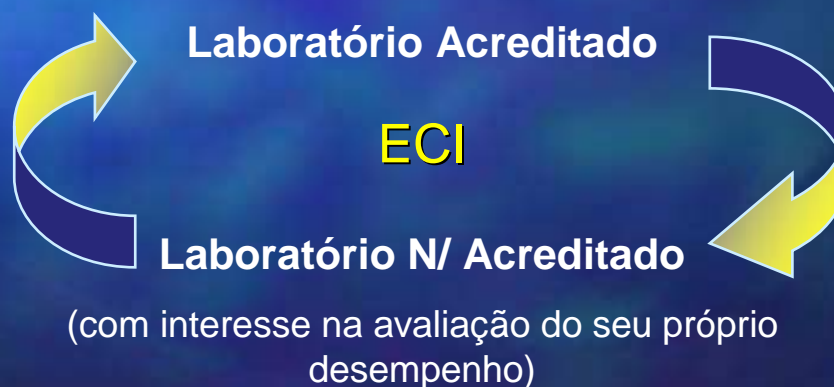 Laboratório Acreditado
ECI
Laboratório N/ Acreditado
(com interesse na avaliação do seu próprio
desempenho)